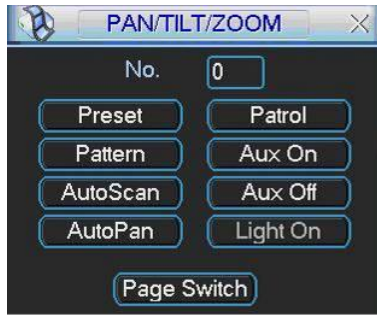 PAN/TILT/ZOOM
No. 0
Preset Patrol
Pattern Aux On
AutoScan Aux Off
AutoPan Light On
Page Switch